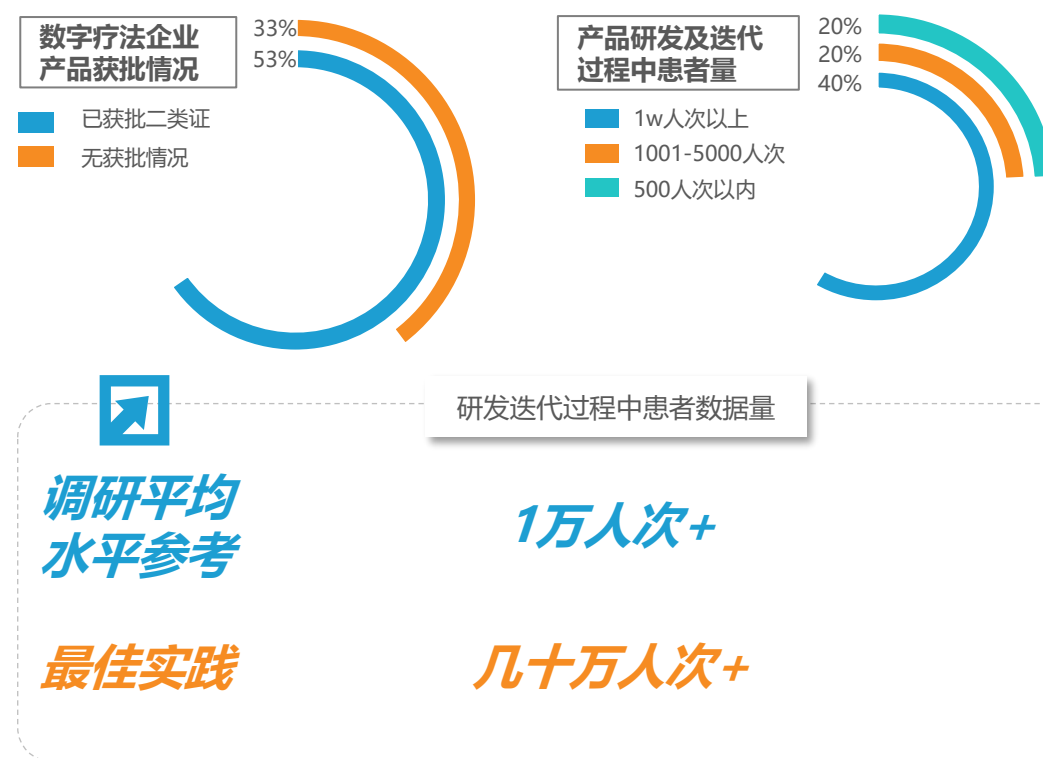 数字疗法企业
产品获批情况
33%
53%
已获批二类证
无获批情况
产品研发及迭代
过程中患者量
20%
20%
40%
1w人次以上
1001-5000人次
500人次以内
研发迭代过程中患者数据量
调研平均
水平参考
1万人次+
最佳实践
几十万人次+